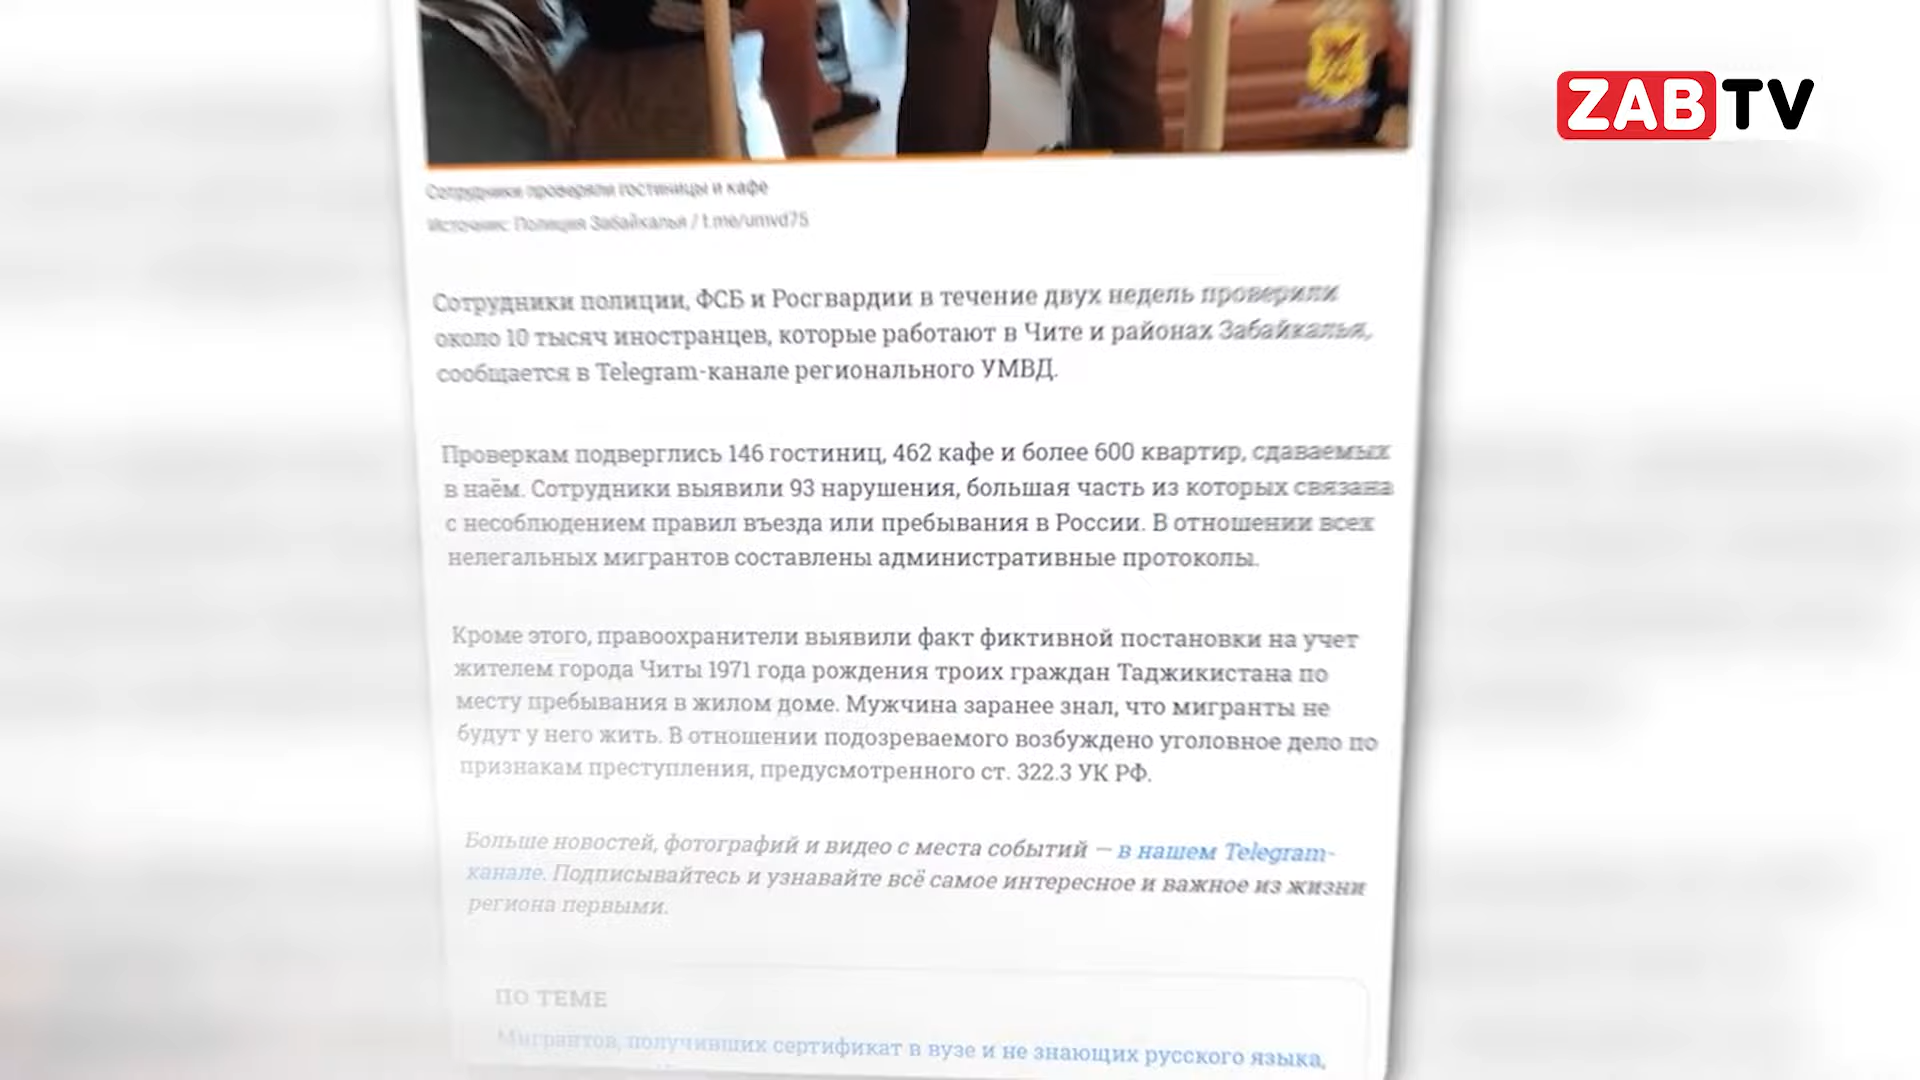 ZABTV
Сотрудники проверяли гостиницы и кафе
Источник: Полиция Забайкалья / t.me/umvd75
Сотрудники полиции, ФСБ и Росгвардии в течение двух недель проверили
около 10 тысяч иностранцев, которые работают в Чите и районах Забайкалья,
сообщается в Telegram-канале регионального УМВД.
Проверкам подверглись 146 гостиниц, 462 кафе и более 600 квартир, сдаваемых
в наём. Сотрудники выявили 93 нарушения, большая часть из которых связана
с несоблюдением правил въезда или пребывания в России. В отношении всех
нелегальных мигрантов составлены административные протоколы.
Кроме этого, правоохранители выявили факт фиктивной постановки на учет
жителем города Читы 1971 года рождения троих граждан Таджикистана по
месту пребывания в жилом доме. Мужчина заранее знал, что мигранты не
будут у него жить. В отношении подозреваемого возбуждено уголовное дело по
признакам преступления, предусмотренного ст. 322.3 УК РФ.
Больше новостей, фотографий и видео с места событий — в нашем Telegram-
канале. Подписывайтесь и узнавайте всё самое интересное и важное из жизни
региона первыми.
ПО ТЕМЕ
Мигрантов, получивших сертификат в вузе и не знающих русского языка,